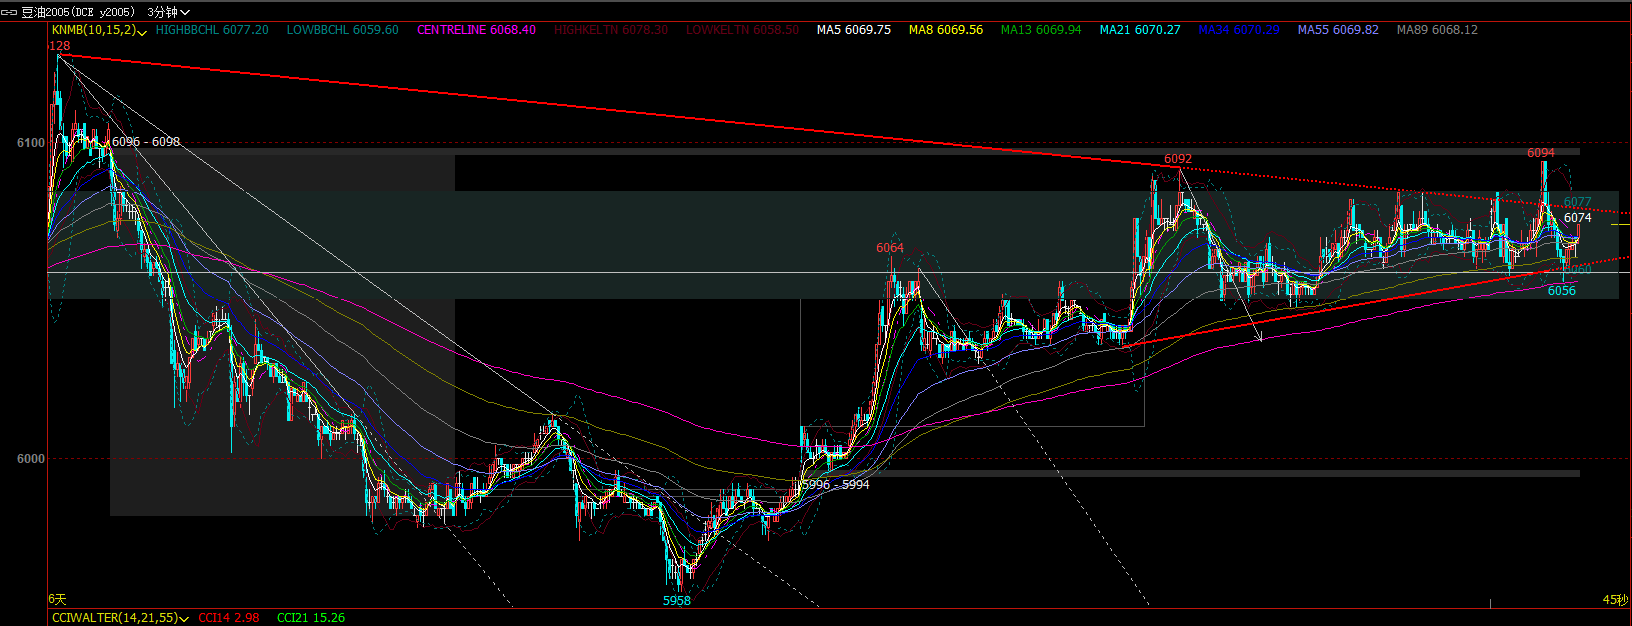 豆油2005(DCE y2005) 3分钟
KNMB(10,15,2) HIGHBBCHL 6077.20 LOWBBCHL 6059.60 CENTRELINE 6068.40 HIGHKELTN 6078.30 LOWKELTN 6058.50 MA5 6069.75 MA8 6069.56 MA13 6069.94 MA21 6070.27 MA34 6070.29 MA55 6069.82 MA89 6068.12
6128
6100
6096 - 6098
6092
6094
6077
6074
6064
6060
6056
6000
5996 - 5994
5958
6天
45秒
CCIWALTER(14,21,55) CCI14 2.98 CCI21 15.26